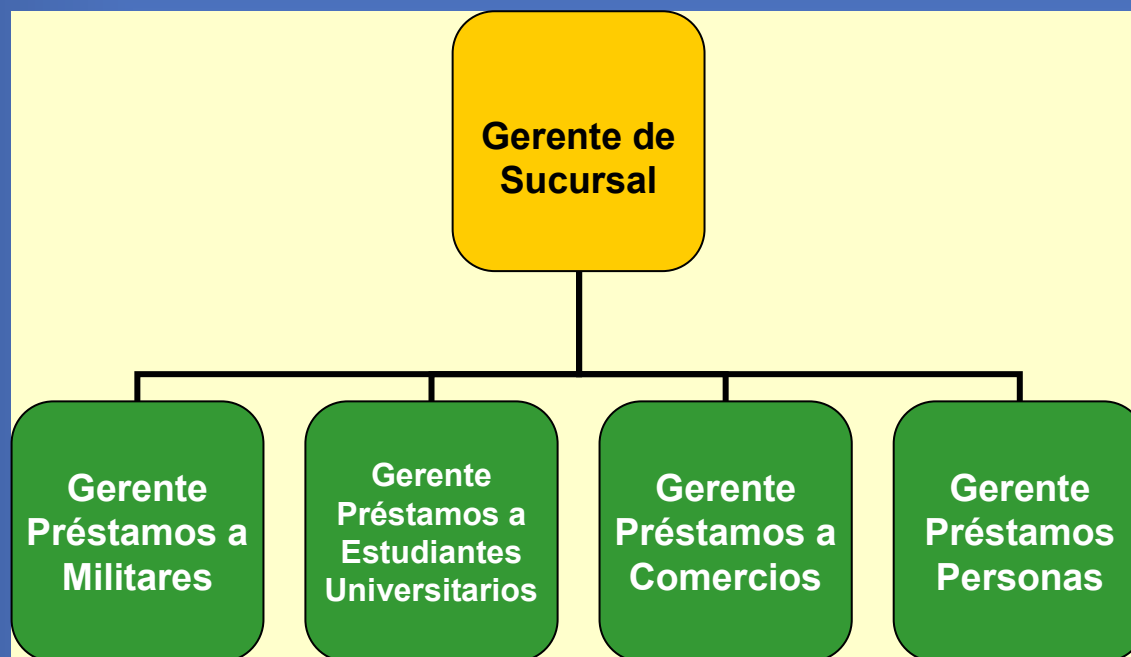 Gerente de
Sucursal
Gerente
Préstamos a
Militares
Gerente
Préstamos a
Estudiantes
Universitarios
Gerente
Préstamos a
Comercios
Gerente
Préstamos
Personas